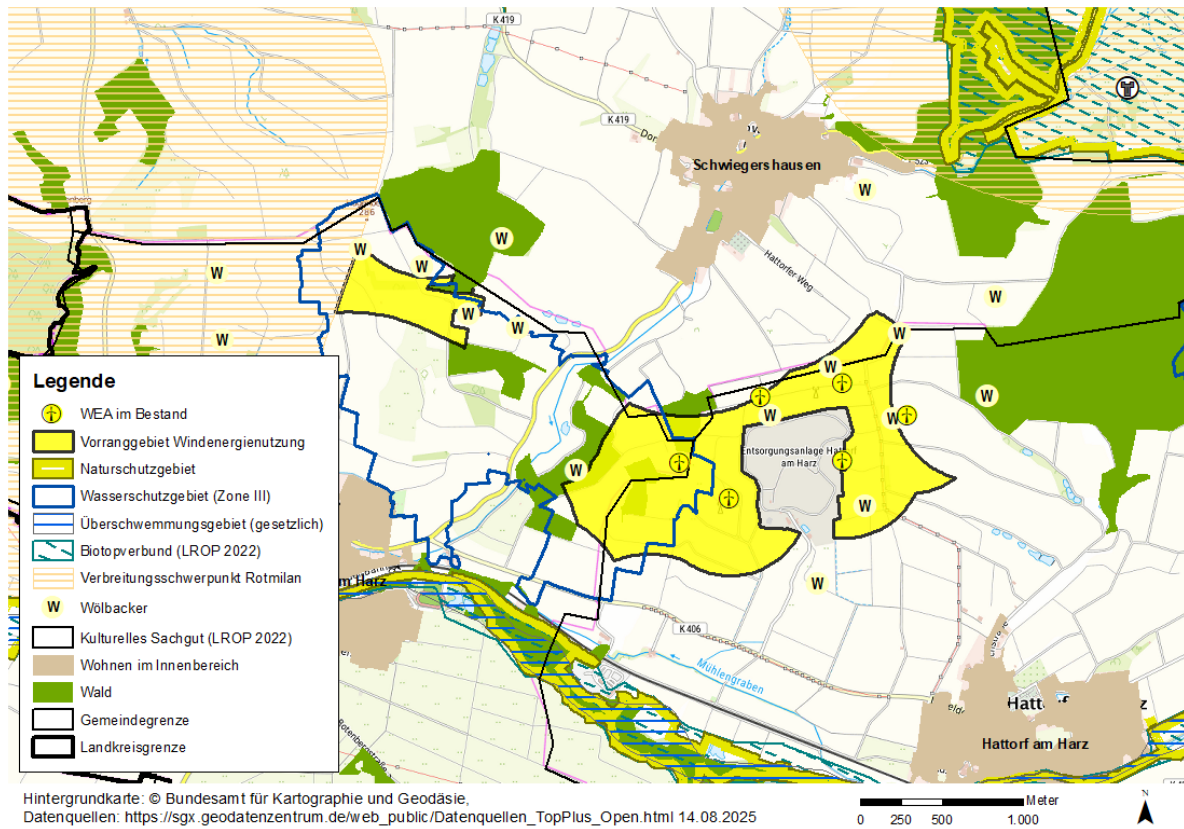 K 419
K 419
Dor
Schwiegershausen
286
W
W
W
W
W
W
W
W
Hattorfer Weg
W
W
W
W
W
W
W
W
W
W
Entsorgungsanlage Hattorf
am Harz
m Harz
K 406
Mühlengraben
Rotenbergstraße
Hattorf am Harz
Legende
WEA im Bestand
Vorranggebiet Windenergienutzung
Naturschutzgebiet
Wasserschutzgebiet (Zone III)
Überschwemmungsgebiet (gesetzlich)
Biotopverbund (LROP 2022)
Verbreitungsschwerpunkt Rotmilan
W Wölbacker
Kulturelles Sachgut (LROP 2022)
Wohnen im Innenbereich
Wald
Gemeindegrenze
Landkreisgrenze
Hintergrundkarte: © Bundesamt für Kartographie und Geodäsie,
Datenquellen: https://sgx.geodatenzentrum.de/web_public/Datenquellen_TopPlus_Open.html 14.08.2025
Meter
0 250 500 1.000
N